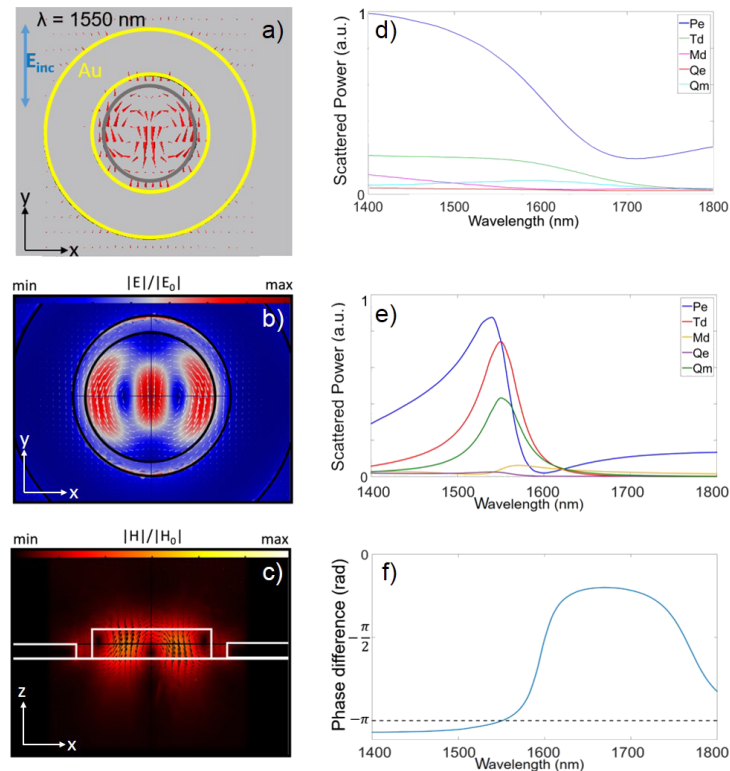 λ = 1550 nm
a)
E_inc
Au
y
x
min
|E|/|E₀|
max
b)
y
x
min
|H|/|H₀|
max
c)
z
x
d)
Scattered Power (a.u.)
1
0
1400
1500
1600
1700
1800
Wavelength (nm)
Pe
Td
Md
Qe
Qm
e)
Scattered Power (a.u.)
1
0
1400
1500
1600
1700
1800
Wavelength (nm)
Pe
Td
Md
Qe
Qm
f)
Phase difference (rad)
0
-π/2
-π
1400
1500
1600
1700
1800
Wavelength (nm)